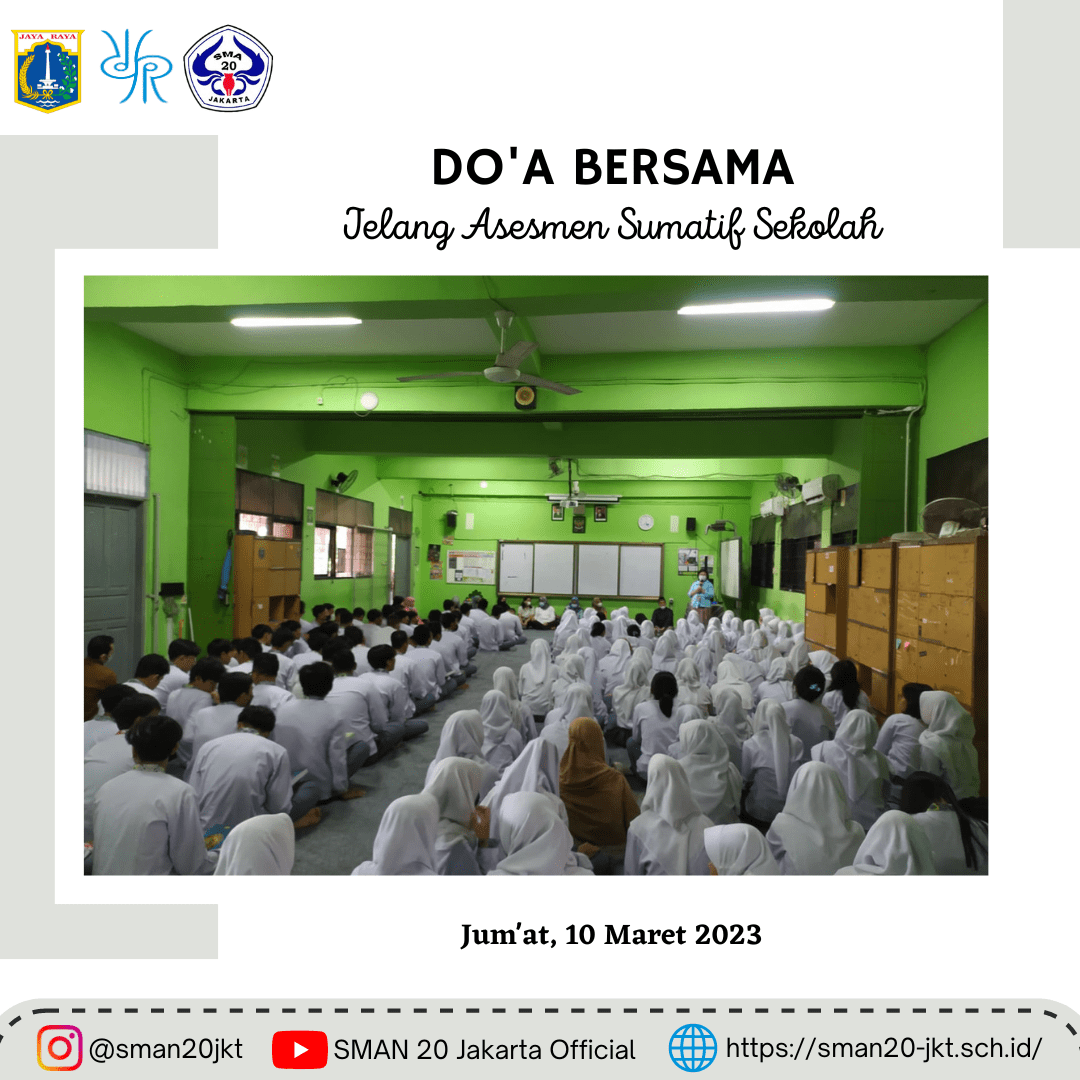 JAYA RAYA
SMA
20
JAKARTA
DO'A BERSAMA
Jelang Asesmen Sumatif Sekolah
Jum'at, 10 Maret 2023
@sman20jkt
SMAN 20 Jakarta Official
https://sman20-jkt.sch.id/